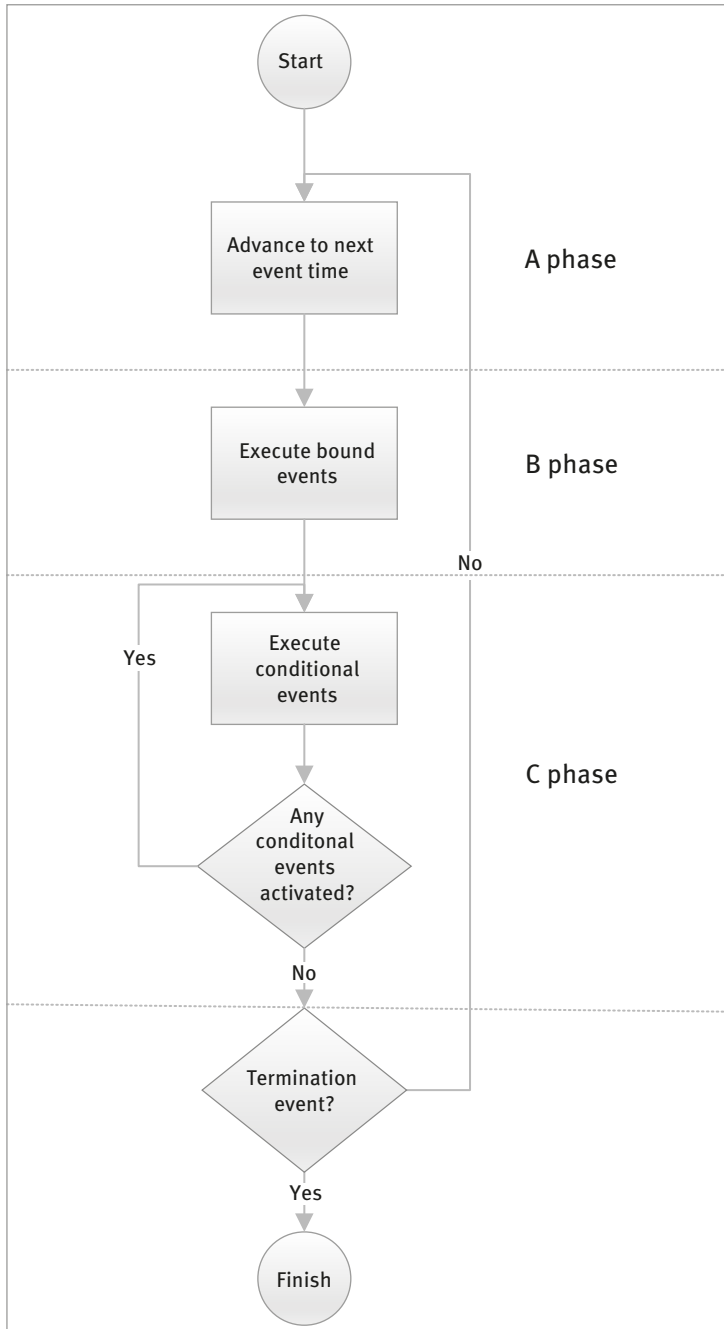 Start
Advance to next
event time
A phase
Execute bound
events
B phase
No
Execute
conditional
events
Yes
C phase
Any
conditonal
events
activated?
No
Termination
event?
Yes
Finish